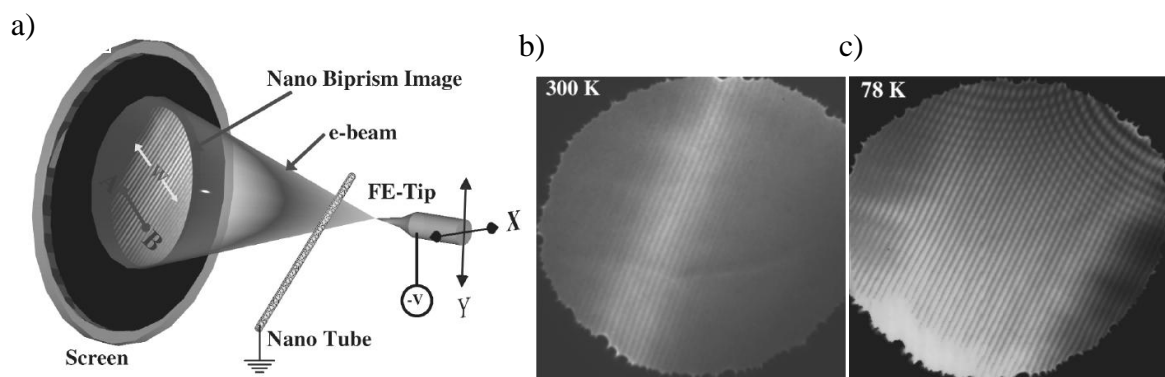 a)
b)
c)
Nano Biprism Image
e-beam
FE-Tip
W
A
B
X
Y
-V
Nano Tube
Screen
300 K
78 K